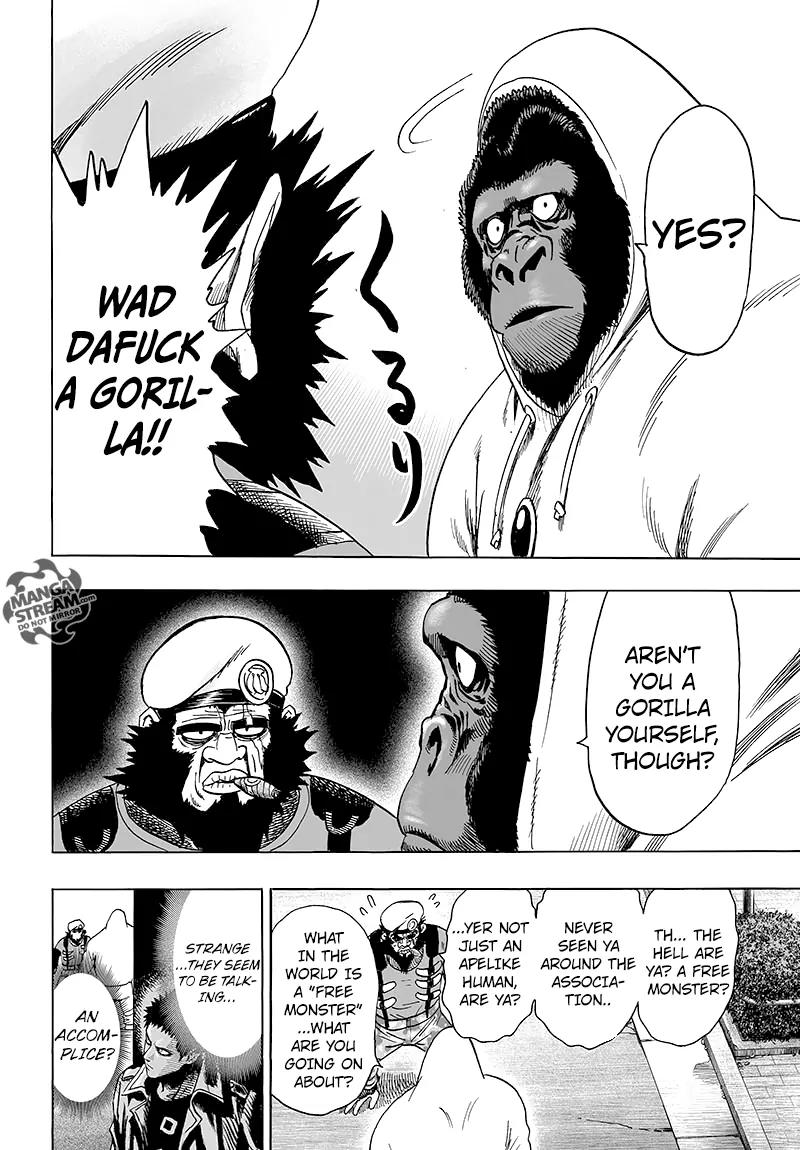 YES?
くるり
WAD
DAFUCK
A GORIL-
LA!!
MANGA
STREAM.com
DO NOT MIRROR
AREN'T
YOU A
GORILLA
YOURSELF,
THOUGH?
TH... THE
HELL ARE
YA? A FREE
MONSTER?
NEVER
SEEN YA
AROUND THE
ASSOCIA-
TION..
...YER NOT
JUST AN
APELIKE
HUMAN,
ARE YA?
WHAT
IN THE
WORLD IS A
"FREE
MONSTER"
...WHAT
ARE YOU
GOING ON
ABOUT?
STRANGE
...THEY SEEM
TO BE TALK-
ING...
AN
ACCOM-
PLICE?